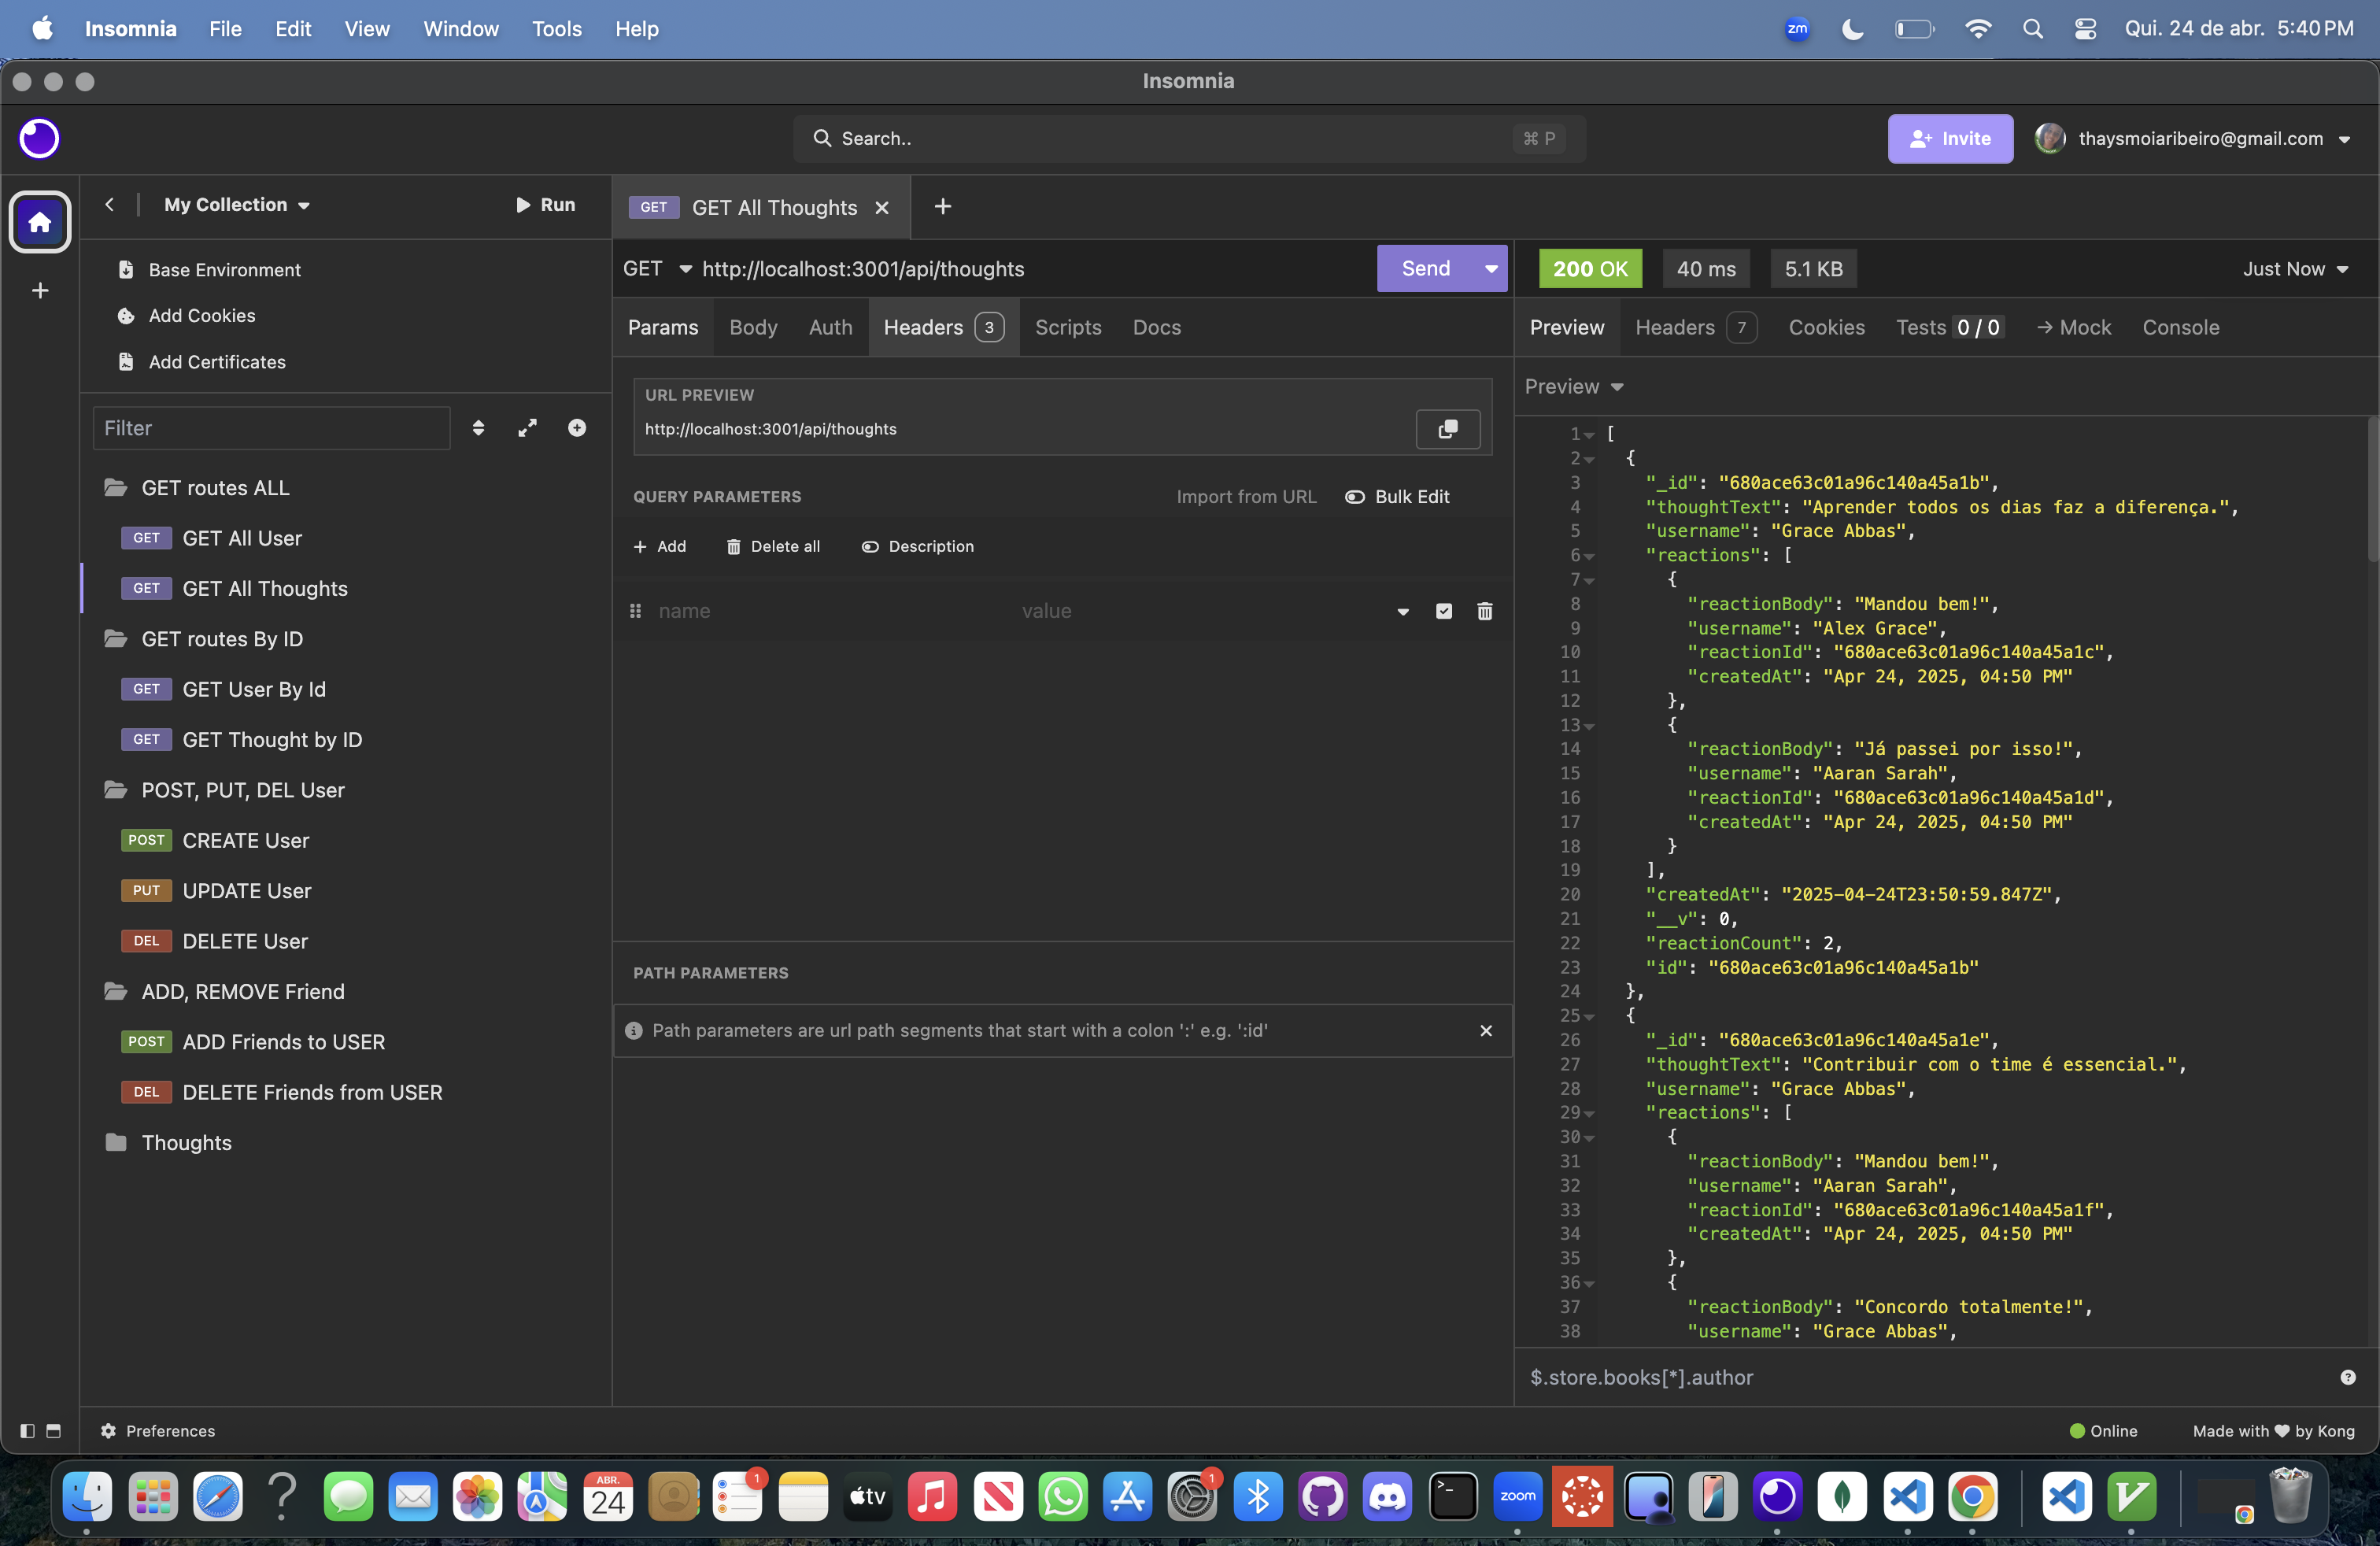 Insomnia File Edit View Window Tools Help
zm Qui. 24 de abr. 5:40 PM
Insomnia
Search.. ⌘ P
Invite thaysmoiaribeiro@gmail.com
My Collection Run
Base Environment
Add Cookies
Add Certificates
Filter
GET routes ALL
GET GET All User
GET GET All Thoughts
GET routes By ID
GET GET User By Id
GET GET Thought by ID
POST, PUT, DEL User
POST CREATE User
PUT UPDATE User
DEL DELETE User
ADD, REMOVE Friend
POST ADD Friends to USER
DEL DELETE Friends from USER
Thoughts
GET GET All Thoughts
GET http://localhost:3001/api/thoughts Send
Params Body Auth Headers 3 Scripts Docs
URL PREVIEW
http://localhost:3001/api/thoughts
QUERY PARAMETERS Import from URL Bulk Edit
+ Add Delete all Description
name value
PATH PARAMETERS
Path parameters are url path segments that start with a colon ':' e.g. ':id'
200 OK 40 ms 5.1 KB Just Now
Preview Headers 7 Cookies Tests 0 / 0 → Mock Console
Preview
1 [
2 {
3 "_id": "680ace63c01a96c140a45a1b",
4 "thoughtText": "Aprender todos os dias faz a diferença.",
5 "username": "Grace Abbas",
6 "reactions": [
7 {
8 "reactionBody": "Mandou bem!",
9 "username": "Alex Grace",
10 "reactionId": "680ace63c01a96c140a45a1c",
11 "createdAt": "Apr 24, 2025, 04:50 PM"
12 },
13 {
14 "reactionBody": "Já passei por isso!",
15 "username": "Aaran Sarah",
16 "reactionId": "680ace63c01a96c140a45a1d",
17 "createdAt": "Apr 24, 2025, 04:50 PM"
18 }
19 ],
20 "createdAt": "2025-04-24T23:50:59.847Z",
21 "__v": 0,
22 "reactionCount": 2,
23 "id": "680ace63c01a96c140a45a1b"
24 },
25 {
26 "_id": "680ace63c01a96c140a45a1e",
27 "thoughtText": "Contribuir com o time é essencial.",
28 "username": "Grace Abbas",
29 "reactions": [
30 {
31 "reactionBody": "Mandou bem!",
32 "username": "Aaran Sarah",
33 "reactionId": "680ace63c01a96c140a45a1f",
34 "createdAt": "Apr 24, 2025, 04:50 PM"
35 },
36 {
37 "reactionBody": "Concordo totalmente!",
38 "username": "Grace Abbas",
$.store.books[*].author
Preferences Online Made with ♥ by Kong
ABR.
24
1
tv
1
zoom